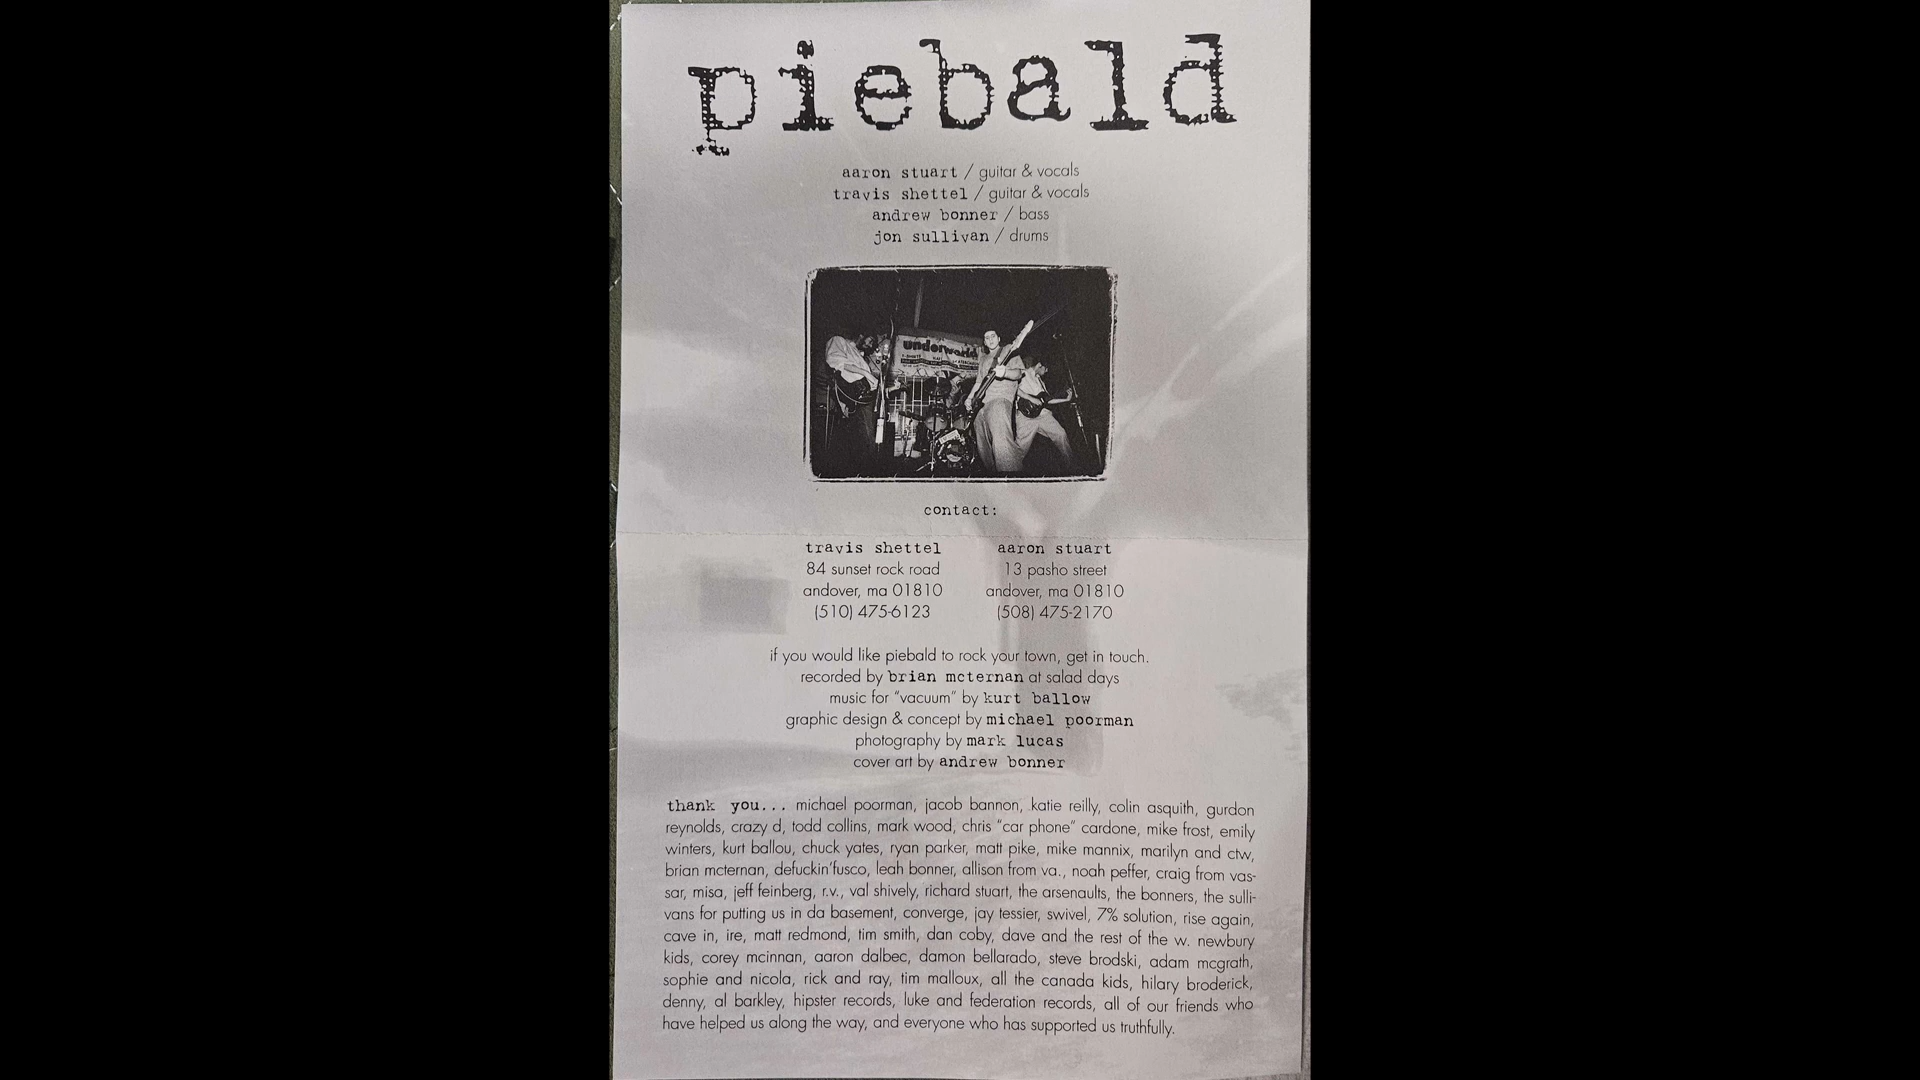 piebald
aaron stuart / guitar & vocals
travis shettel / guitar & vocals
andrew bonner / bass
jon sullivan / drums
underworld
contact:
travis shettel
84 sunset rock road
andover, ma 01810
(510) 475-6123
aaron stuart
13 pasho street
andover, ma 01810
(508) 475-2170
if you would like piebald to rock your town, get in touch.
recorded by brian mcternan at salad days
music for "vacuum" by kurt ballow
graphic design & concept by michael poorman
photography by mark lucas
cover art by andrew bonner
thank you... michael poorman, jacob bannon, katie reilly, colin asquith, gurdon
reynolds, crazy d, todd collins, mark wood, chris "car phone" cardone, mike frost, emily
winters, kurt ballou, chuck yates, ryan parker, matt pike, mike mannix, marilyn and ctw,
brian mcternan, defuckin'fusco, leah bonner, allison from va., noah peffer, craig from vas-
sar, misa, jeff feinberg, r.v., val shively, richard stuart, the arsenaults, the bonners, the sulli-
vans for putting us in da basement, converge, jay tessier, swivel, 7% solution, rise again,
cave in, ire, matt redmond, tim smith, dan coby, dave and the rest of the w. newbury
kids, corey mcinnan, aaron dalbec, damon bellarado, steve brodski, adam mcgrath,
sophie and nicola, rick and ray, tim malloux, all the canada kids, hilary broderick,
denny, al barkley, hipster records, luke and federation records, all of our friends who
have helped us along the way, and everyone who has supported us truthfully.